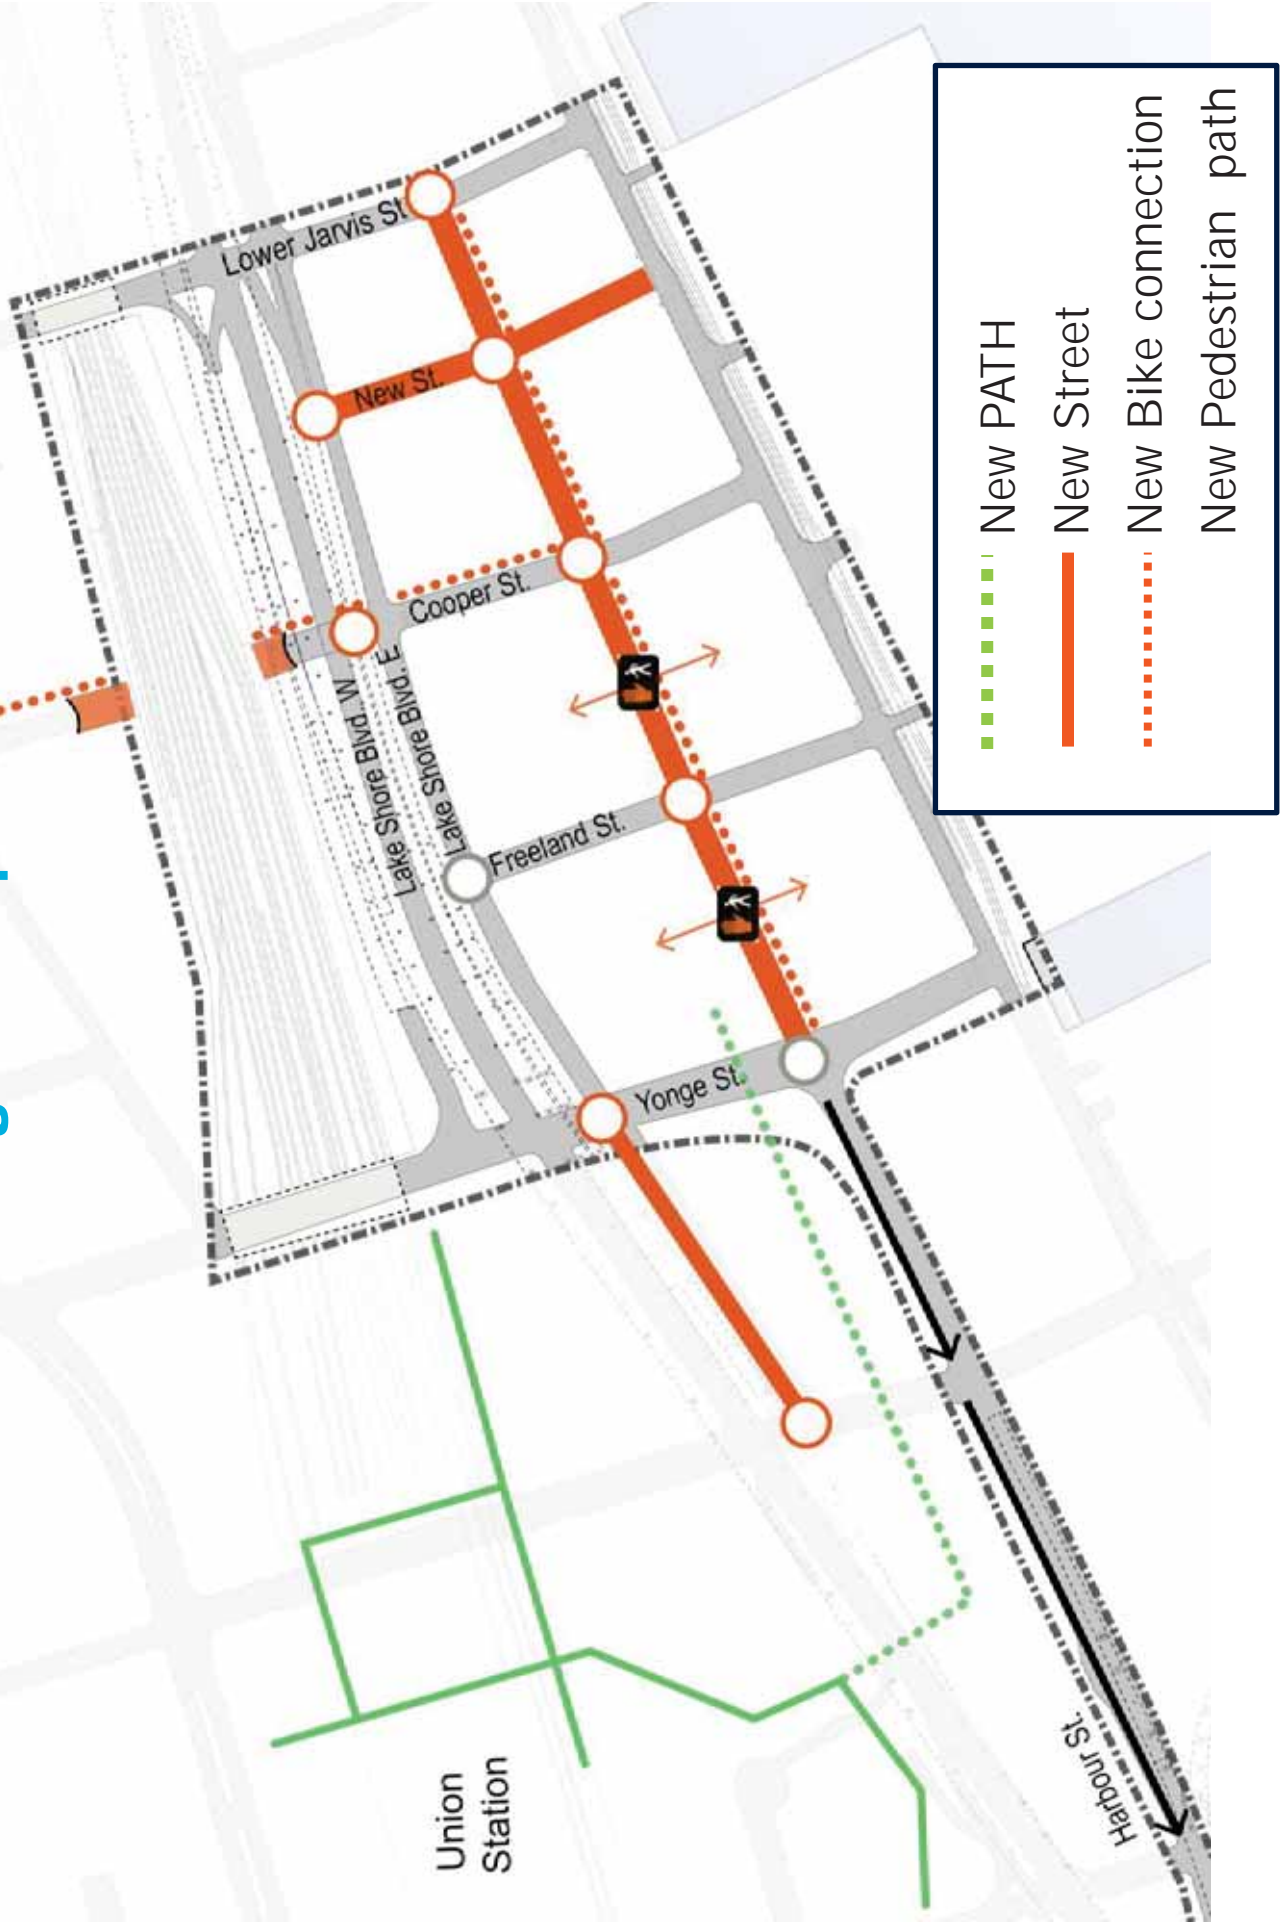 Lower Jarvis St
New St.
Cooper St.
Lake Shore Blvd. W
Lake Shore Blvd. E
Freeland St.
Yonge St.
Harbour St.
Union
Station
New PATH
New Street
New Bike connection
New Pedestrian path